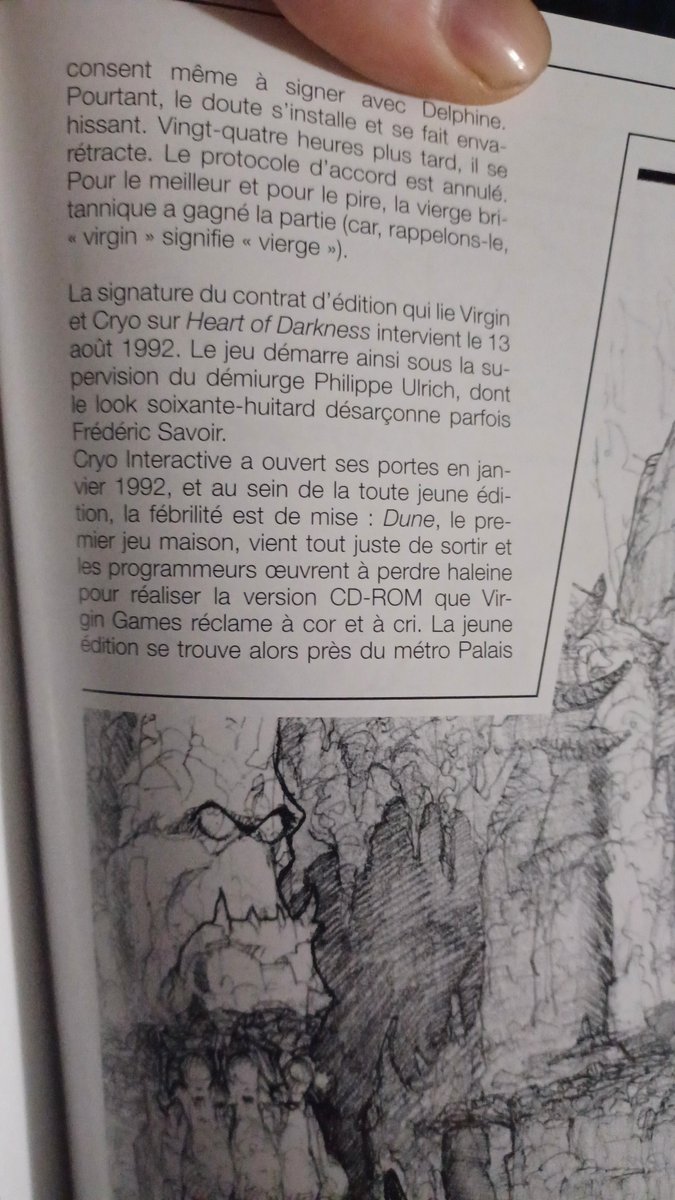 consent même à signer avec Delphine.
Pourtant, le doute s'installe et se fait enva-
hissant. Vingt-quatre heures plus tard, il se
rétracte. Le protocole d'accord est annulé.
Pour le meilleur et pour le pire, la vierge bri-
tannique a gagné la partie (car, rappelons-le,
« virgin » signifie « vierge »).
La signature du contrat d'édition qui lie Virgin
et Cryo sur Heart of Darkness intervient le 13
août 1992. Le jeu démarre ainsi sous la su-
pervision du démiurge Philippe Ulrich, dont
le look soixante-huitard désarçonne parfois
Frédéric Savoir.
Cryo Interactive a ouvert ses portes en jan-
vier 1992, et au sein de la toute jeune édi-
tion, la fébrilité est de mise : Dune, le pre-
mier jeu maison, vient tout juste de sortir et
les programmeurs œuvrent à perdre haleine
pour réaliser la version CD-ROM que Vir-
gin Games réclame à cor et à cri. La jeune
édition se trouve alors près du métro Palais